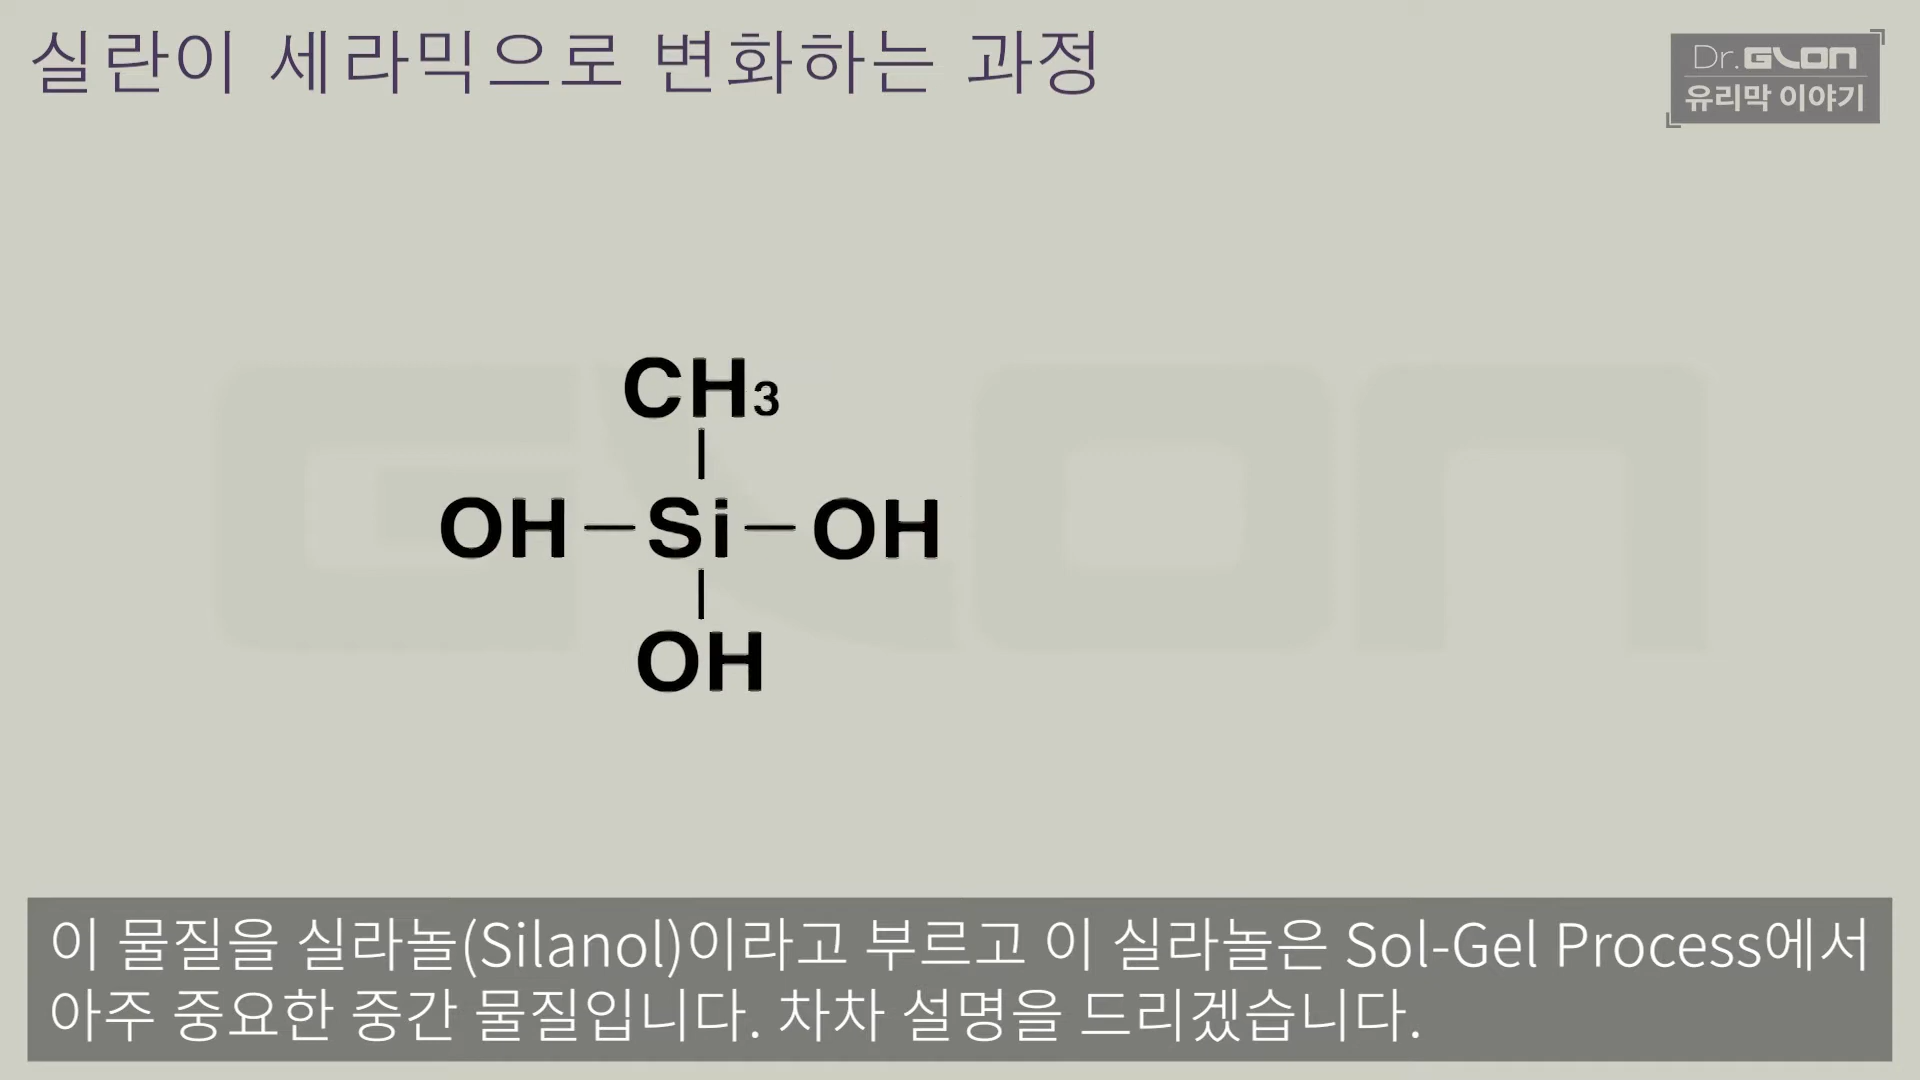 실란이 세라믹으로 변화하는 과정
Dr.GLON
유리막 이야기
CH3
OH-Si-OH
OH
이 물질을 실라놀(Silanol)이라고 부르고 이 실라놀은 Sol-Gel Process에서
아주 중요한 중간 물질입니다. 차차 설명을 드리겠습니다.
GLON